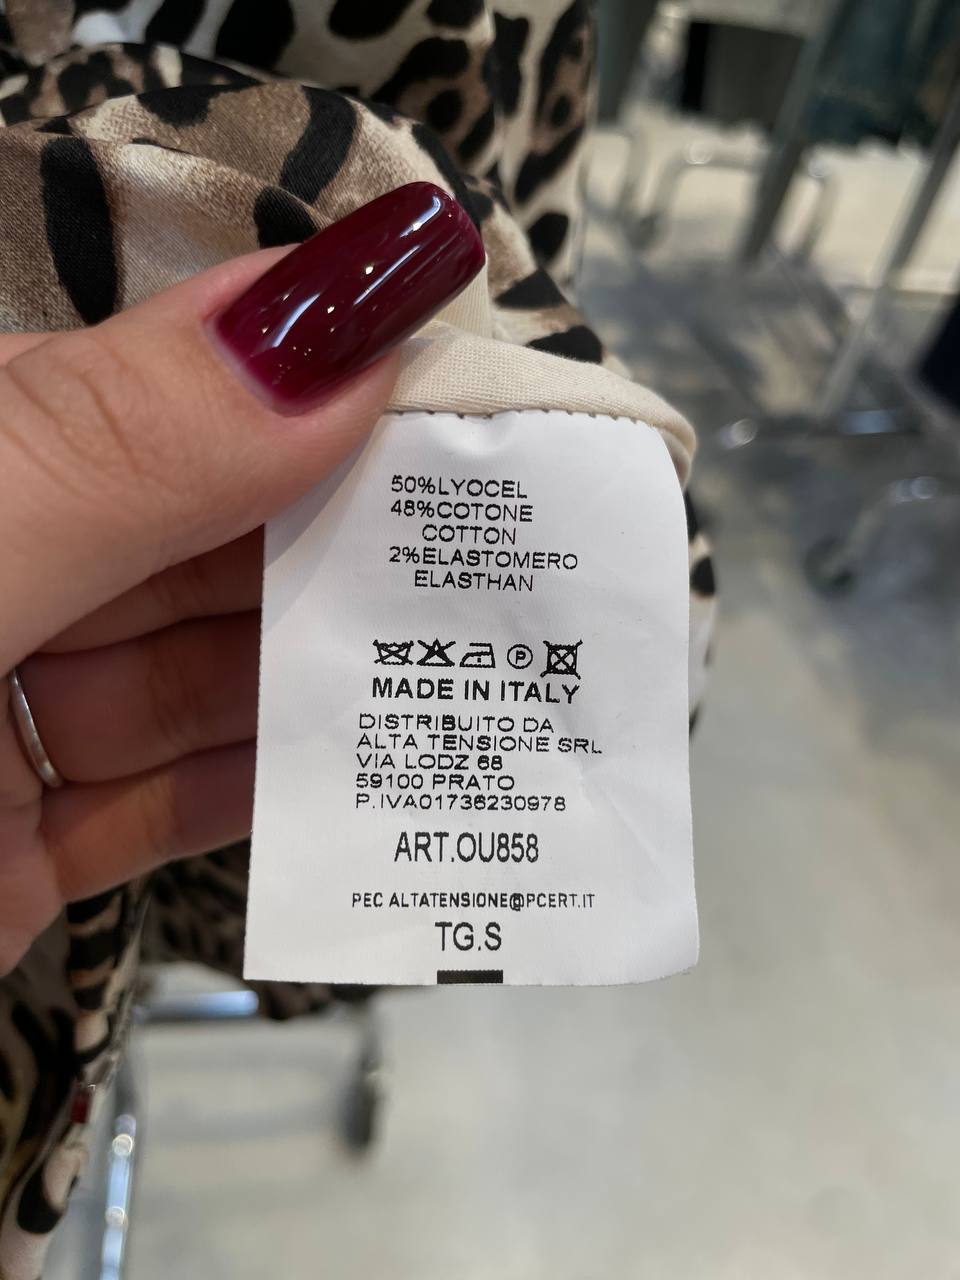 50%LYOCEL
48%COTONE
COTTON
2%ELASTOMERO
ELASTHAN
P
MADE IN ITALY
DISTRIBUITO DA
ALTA TENSIONE SRL
VIA LODZ 68
59100 PRATO
P.IVA01736230978
ART.OU858
PEC ALTATENSIONE@PCERT.IT
TG.S